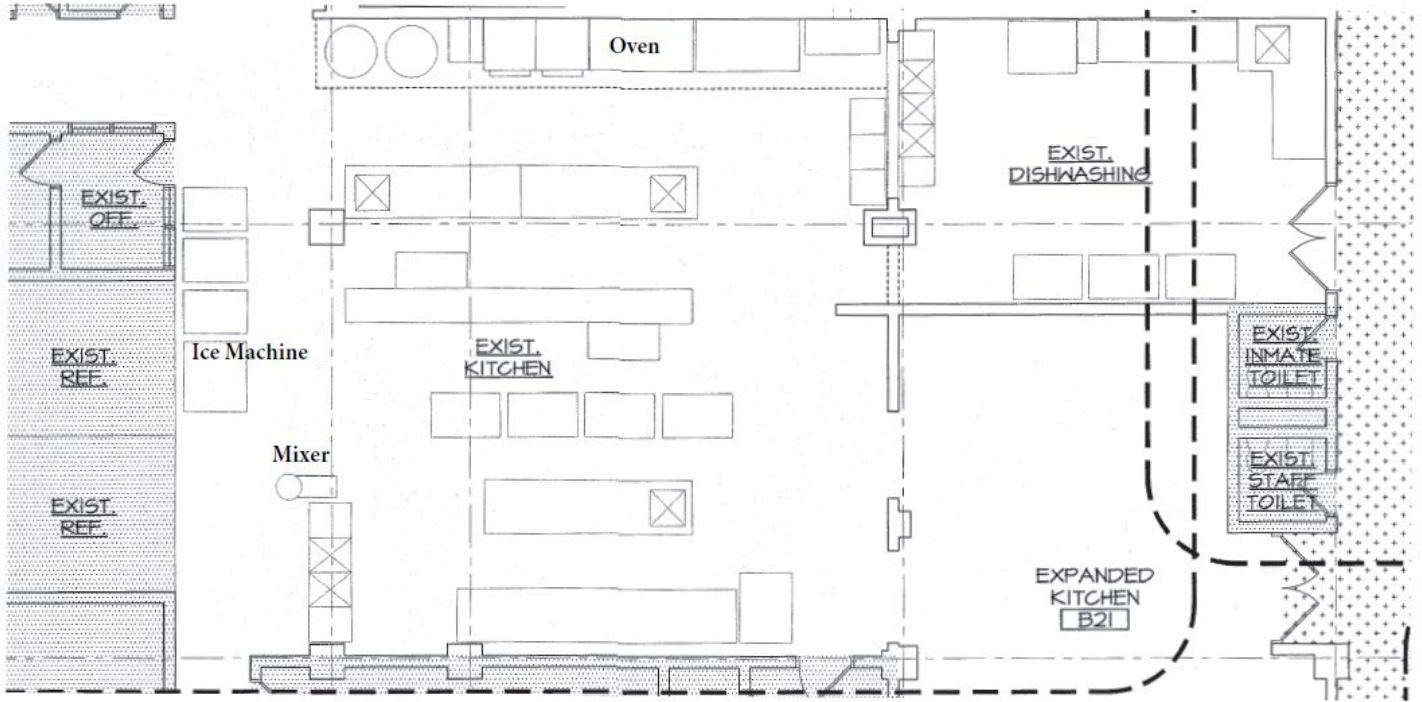 Oven
EXIST.
DISHWASHING
EXIST.
OFF.
Ice Machine
EXIST.
REF.
EXIST.
KITCHEN
EXIST.
INMATE
TOILET
Mixer
EXIST.
STAFF
TOILET
EXIST.
REF.
EXPANDED
KITCHEN
B21